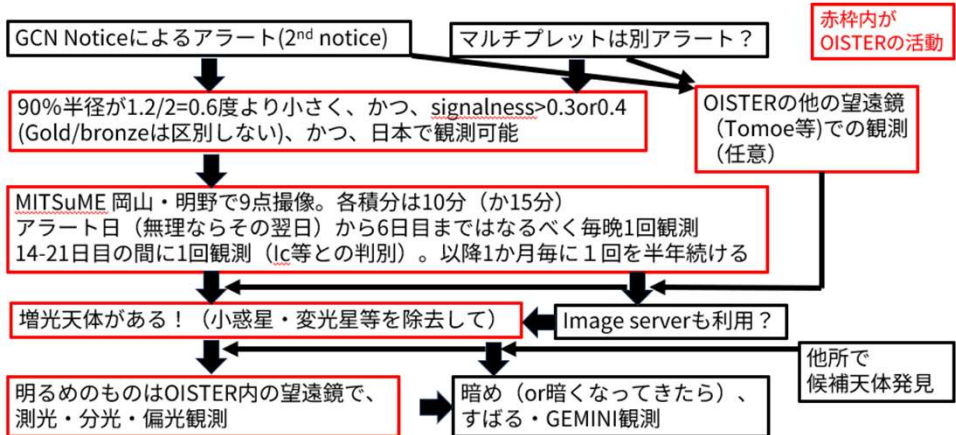 GCN Noticeによるアラート(2nd notice)
マルチプレットは別アラート？
赤枠内が
OISTERの活動
90%半径が1.2/2=0.6度より小さく、かつ、signalness>0.3or0.4
(Gold/bronzeは区別しない)、かつ、日本で観測可能
OISTERの他の望遠鏡
（Tomoe等)での観測
（任意）
MITSuME 岡山・明野で9点撮像。各積分は10分（か15分）
アラート日（無理ならその翌日）から6日目まではなるべく毎晩1回観測
14-21日目の間に1回観測（Ic等との判別）。以降1か月毎に１回を半年続ける
増光天体がある！（小惑星・変光星等を除去して）
Image serverも利用？
他所で
候補天体発見
明るめのものはOISTER内の望遠鏡で、
測光・分光・偏光観測
暗め（or暗くなってきたら）、
すばる・GEMINI観測